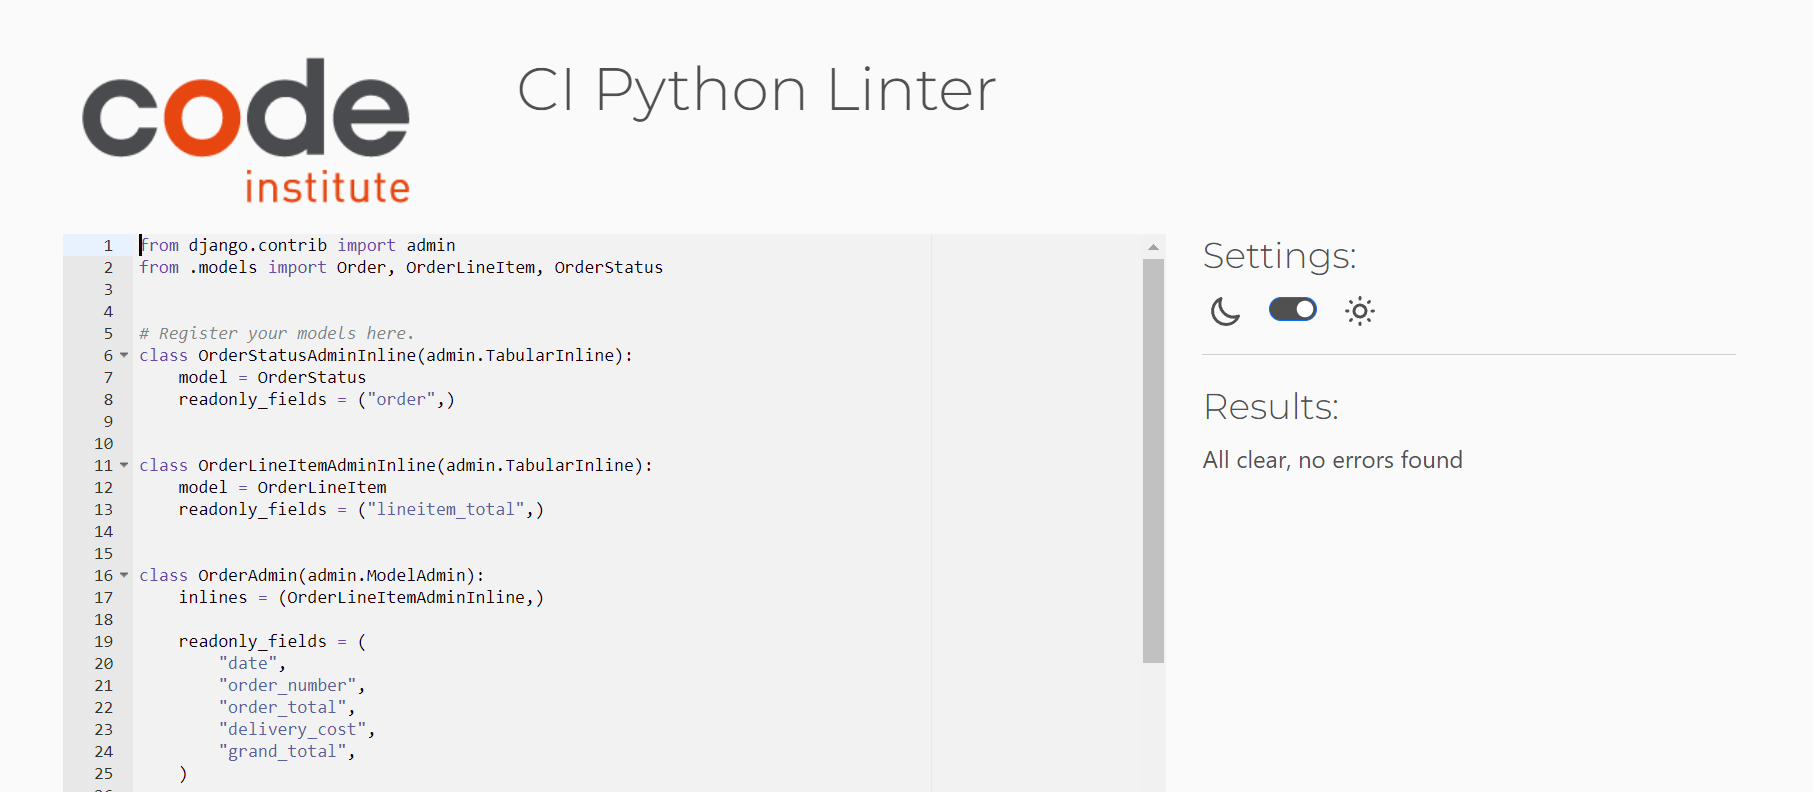 code
institute
CI Python Linter
1 from django.contrib import admin
2 from .models import Order, OrderLineItem, OrderStatus
3
4
5 # Register your models here.
6 class OrderStatusAdminInline(admin.TabularInline):
7     model = OrderStatus
8     readonly_fields = ("order",)
9
10
11 class OrderLineItemAdminInline(admin.TabularInline):
12     model = OrderLineItem
13     readonly_fields = ("lineitem_total",)
14
15
16 class OrderAdmin(admin.ModelAdmin):
17     inlines = (OrderLineItemAdminInline,)
18
19     readonly_fields = (
20         "date",
21         "order_number",
22         "order_total",
23         "delivery_cost",
24         "grand_total",
25     )
Settings:
Results:
All clear, no errors found